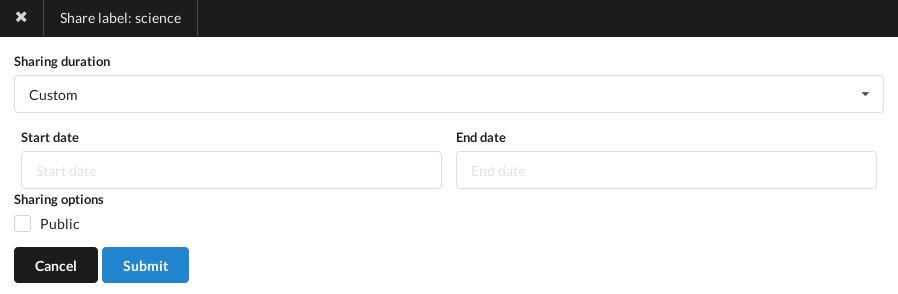 Share label: science
Sharing duration
Custom
Start date
End date
Start date
End date
Sharing options
Public
Cancel
Submit